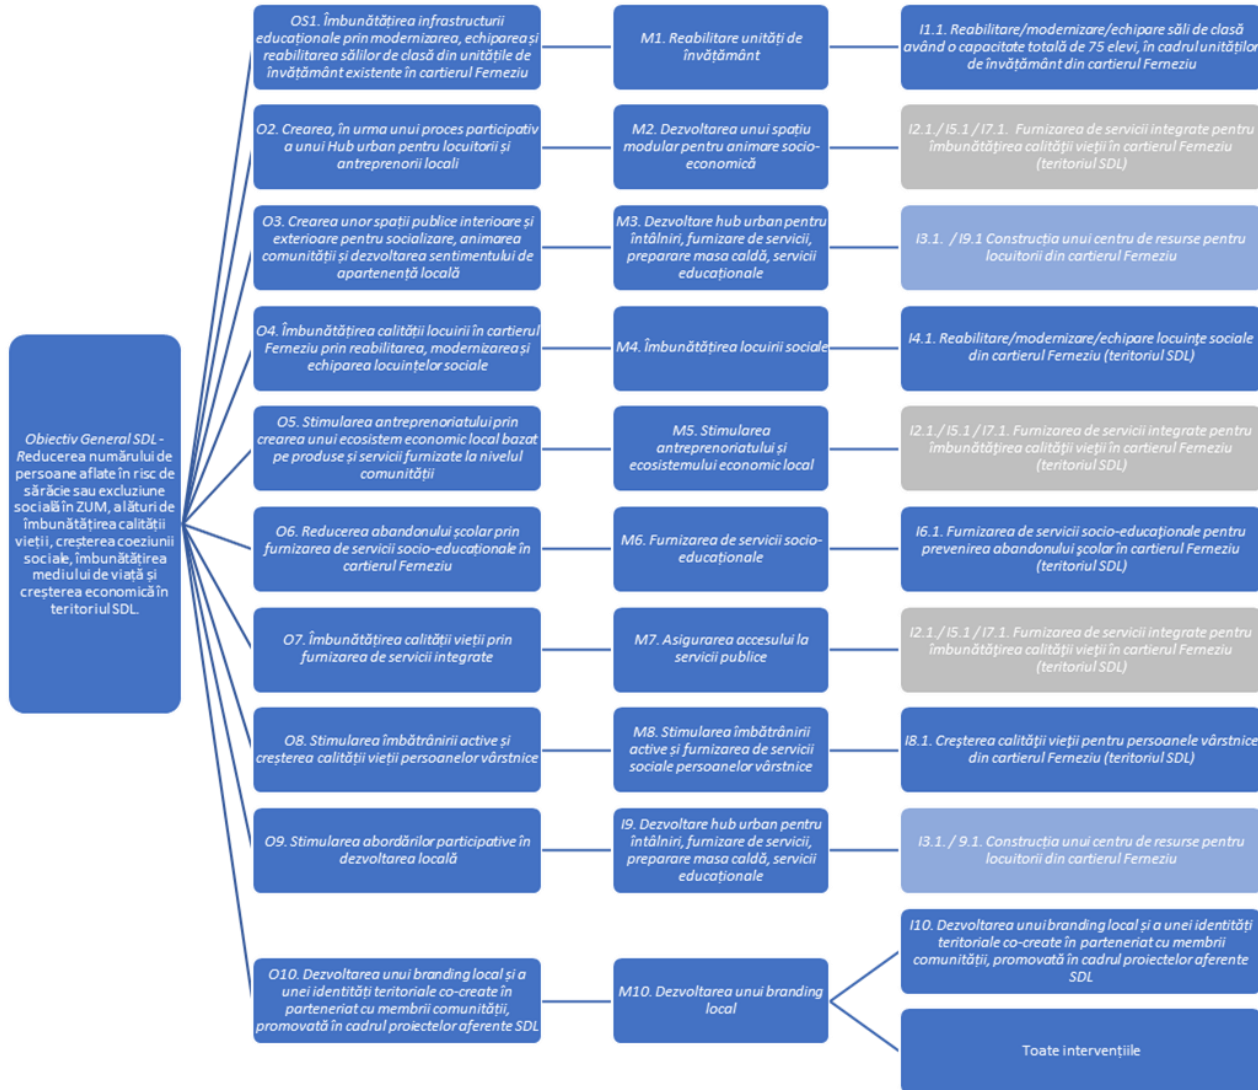 Obiectiv General SDL -
Reducerea numărului de
persoane aflate în risc de
sărăcie sau excluziune
socială în ZUM, alături de
îmbunătățirea calității
vieții, creșterea coeziunii
sociale, îmbunătățirea
mediului de viață și
creșterea economică în
teritoriul SDL.
OS1. Îmbunătățirea infrastructurii
educaționale prin modernizarea, echiparea și
reabilitarea sălilor de clasă din unitățile de
învățământ existente în cartierul Ferneziu
M1. Reabilitare unități de
învățământ
I1.1. Reabilitare/modernizare/echipare săli de clasă
având o capacitate totală de 75 elevi, în cadrul unităților
de învățământ din cartierul Ferneziu
O2. Crearea, în urma unui proces participativ
a unui Hub urban pentru locuitorii și
antreprenorii locali
M2. Dezvoltarea unui spațiu
modular pentru animare socio-
economică
I2.1./ I5.1 / I7.1. Furnizarea de servicii integrate pentru
îmbunătăţirea calităţii vieţii în cartierul Ferneziu
(teritoriul SDL)
O3. Crearea unor spații publice interioare și
exterioare pentru socializare, animarea
comunității și dezvoltarea sentimentului de
apartenență locală
M3. Dezvoltare hub urban pentru
întâlniri, furnizare de servicii,
preparare masa caldă, servicii
educaționale
I3.1. / I9.1 Construcția unui centru de resurse pentru
locuitorii din cartierul Ferneziu
O4. Îmbunătățirea calității locuirii în cartierul
Ferneziu prin reabilitarea, modernizarea și
echiparea locuințelor sociale
M4. Îmbunătățirea locuirii sociale
I4.1. Reabilitare/modernizare/echipare locuinţe sociale
din cartierul Ferneziu (teritoriul SDL)
O5. Stimularea antreprenoriatului prin
crearea unui ecosistem economic local bazat
pe produse și servicii furnizate la nivelul
comunității
M5. Stimularea
antreprenoriatului și
ecosistemului economic local
I2.1./ I5.1 / I7.1. Furnizarea de servicii integrate pentru
îmbunătăţirea calităţii vieţii în cartierul Ferneziu
(teritoriul SDL)
O6. Reducerea abandonului școlar prin
furnizarea de servicii socio-educaționale în
cartierul Ferneziu
M6. Furnizarea de servicii socio-
educaționale
I6.1. Furnizarea de servicii socio-educaţionale pentru
prevenirea abandonului şcolar în cartierul Ferneziu
(teritoriul SDL)
O7. Îmbunătățirea calității vieții prin
furnizarea de servicii integrate
M7. Asigurarea accesului la
servicii publice
I2.1./ I5.1 / I7.1. Furnizarea de servicii integrate pentru
îmbunătăţirea calităţii vieţii în cartierul Ferneziu
(teritoriul SDL)
O8. Stimularea îmbătrânirii active și
creșterea calității vieții persoanelor vârstnice
M8. Stimularea îmbătrânirii
active și furnizarea de servicii
sociale persoanelor vârstnice
I8.1. Creşterea calităţii vieţii pentru persoanele vârstnice
din cartierul Ferneziu (teritoriul SDL)
O9. Stimularea abordărilor participative în
dezvoltarea locală
I9. Dezvoltare hub urban pentru
întâlniri, furnizare de servicii,
preparare masa caldă, servicii
educaționale
I3.1. / 9.1. Construcția unui centru de resurse pentru
locuitorii din cartierul Ferneziu
O10. Dezvoltarea unui branding local și a
unei identități teritoriale co-create în
parteneriat cu membrii comunității,
promovată în cadrul proiectelor aferente SDL
M10. Dezvoltarea unui branding
local
I10. Dezvoltarea unui branding local și a unei identități
teritoriale co-create în parteneriat cu membrii
comunității, promovată în cadrul proiectelor aferente
SDL
Toate intervențiile